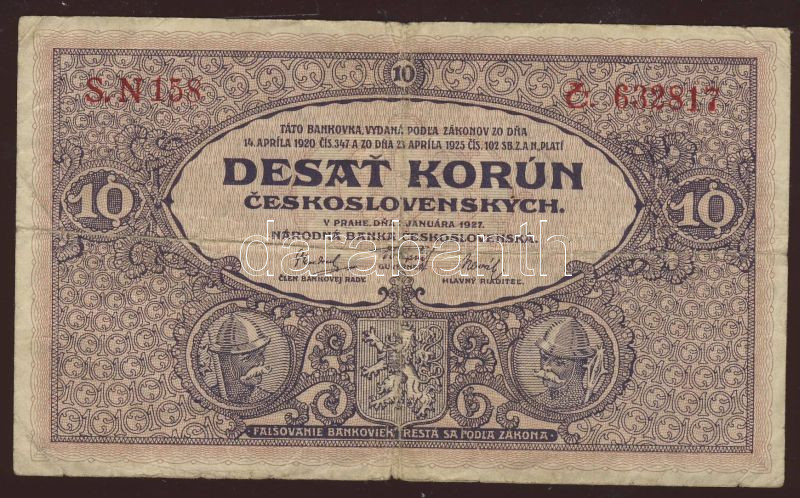 10
S. N 158
Č. 632817
TÁTO BANKOVKA, VYDANÁ PODĽA ZÁKONOV ZO DŇA
14. APRÍLA 1920 ČÍS. 347 A ZO DŇA 23 APRÍLA 1925 ČÍS. 102 SB. Z. A N., PLATÍ
DESAŤ KORÚN
ČESKOSLOVENSKÝCH.
10
10
V PRAHE, DŇA JANUÁRA 1927.
NÁRODNÁ BANKA ČESKOSLOVENSKÁ.
darabanth
ČLEN BANKOVEJ RADY.
HLAVNÝ RIADITEĽ.
FALŠOVANIE BANKOVIEK TRESTÁ SA PODĽA ZÁKONA